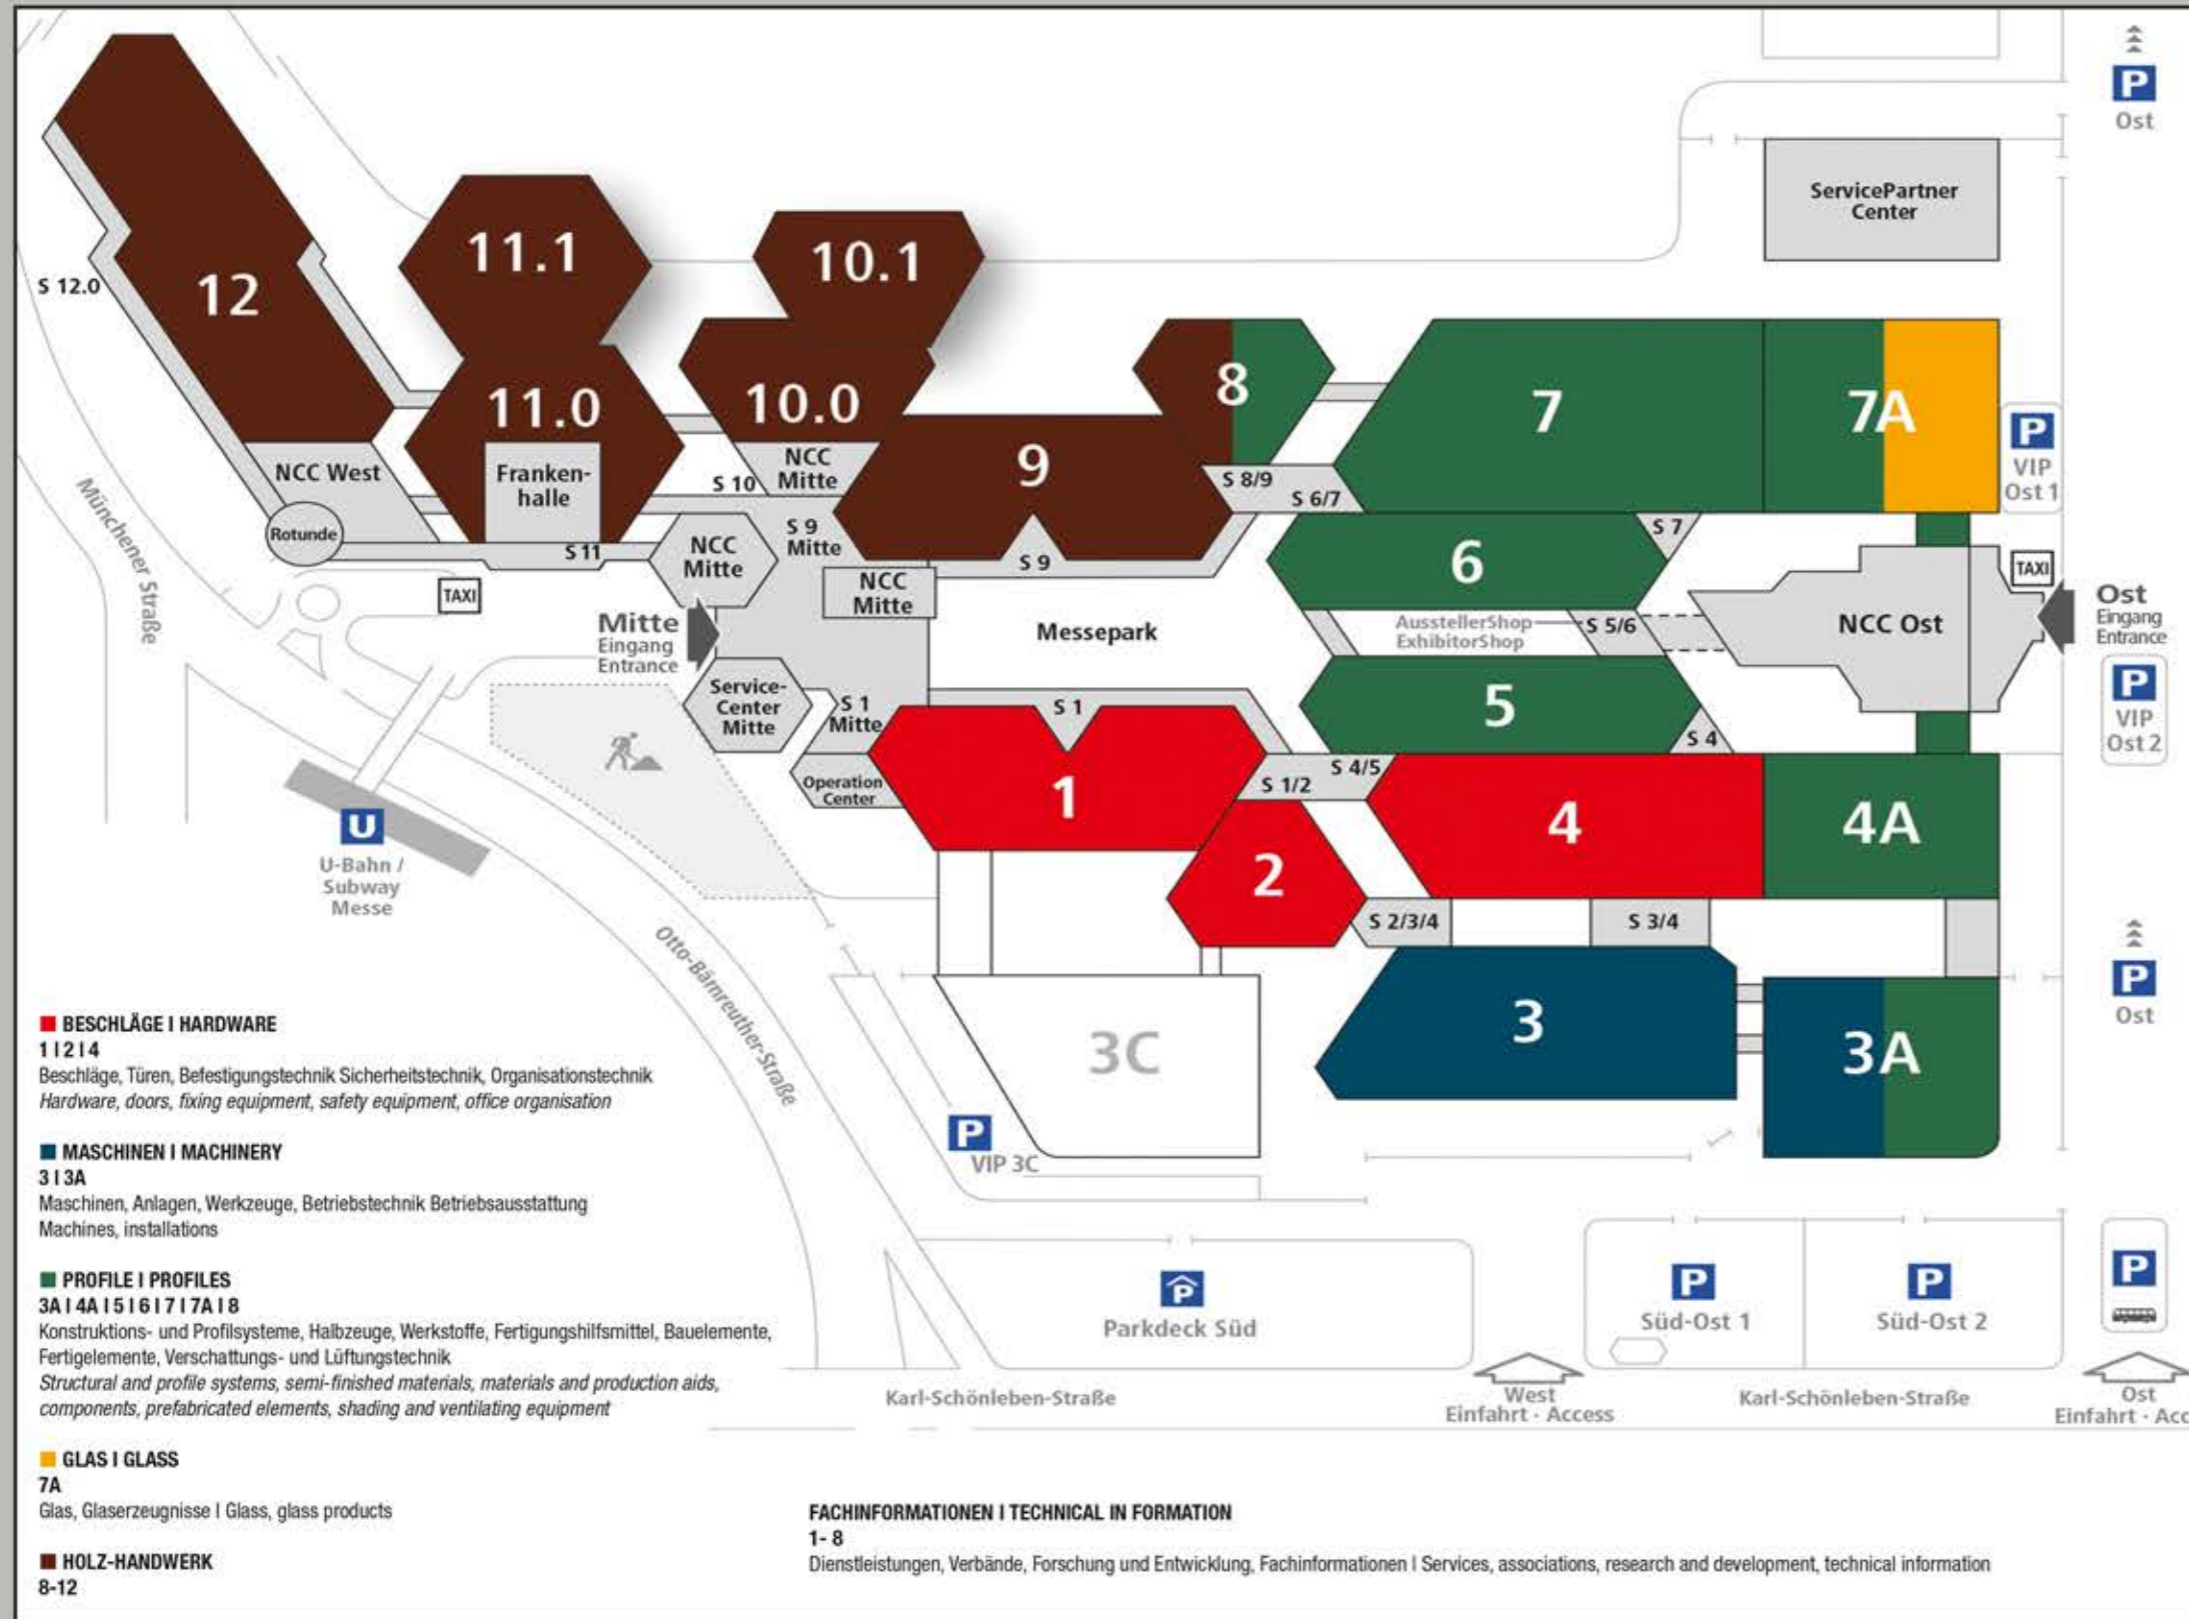 P
Ost
ServicePartner
Center
11.1
10.1
S 12.0
12
11.0
10.0
8
7
7A
P
VIP
Ost 1
NCC West
Franken-
halle
S 10
NCC
Mitte
9
S 8/9
S 6/7
Rotunde
S 11
NCC
Mitte
S 9
Mitte
S 9
6
S 7
TAXI
Münchener Straße
TAXI
NCC
Mitte
Mitte
Eingang
Entrance
Messepark
AusstellerShop
ExhibitorShop
S 5/6
NCC Ost
Ost
Eingang
Entrance
P
VIP
Ost 2
Service-
Center
Mitte
S 1
Mitte
S 1
5
S 4
Operation
Center
1
S 1/2
S 4/5
4
4A
U
U-Bahn /
Subway
Messe
2
S 2/3/4
S 3/4
Otto-Bärnreuther-Straße
3C
3
3A
P
Ost
P
VIP 3C
P
Parkdeck Süd
P
Süd-Ost 1
P
Süd-Ost 2
P
Karl-Schönleben-Straße
West
Einfahrt · Access
Karl-Schönleben-Straße
Ost
Einfahrt · Acc
BESCHLÄGE I HARDWARE
1 I 2 I 4
Beschläge, Türen, Befestigungstechnik Sicherheitstechnik, Organisationstechnik
Hardware, doors, fixing equipment, safety equipment, office organisation
MASCHINEN I MACHINERY
3 I 3A
Maschinen, Anlagen, Werkzeuge, Betriebstechnik Betriebsausstattung
Machines, installations
PROFILE I PROFILES
3A I 4A I 5 I 6 I 7 I 7A I 8
Konstruktions- und Profilsysteme, Halbzeuge, Werkstoffe, Fertigungshilfsmittel, Bauelemente,
Fertigelemente, Verschattungs- und Lüftungstechnik
Structural and profile systems, semi-finished materials, materials and production aids,
components, prefabricated elements, shading and ventilating equipment
GLAS I GLASS
7A
Glas, Glaserzeugnisse I Glass, glass products
HOLZ-HANDWERK
8-12
FACHINFORMATIONEN I TECHNICAL IN FORMATION
1- 8
Dienstleistungen, Verbände, Forschung und Entwicklung, Fachinformationen I Services, associations, research and development, technical information